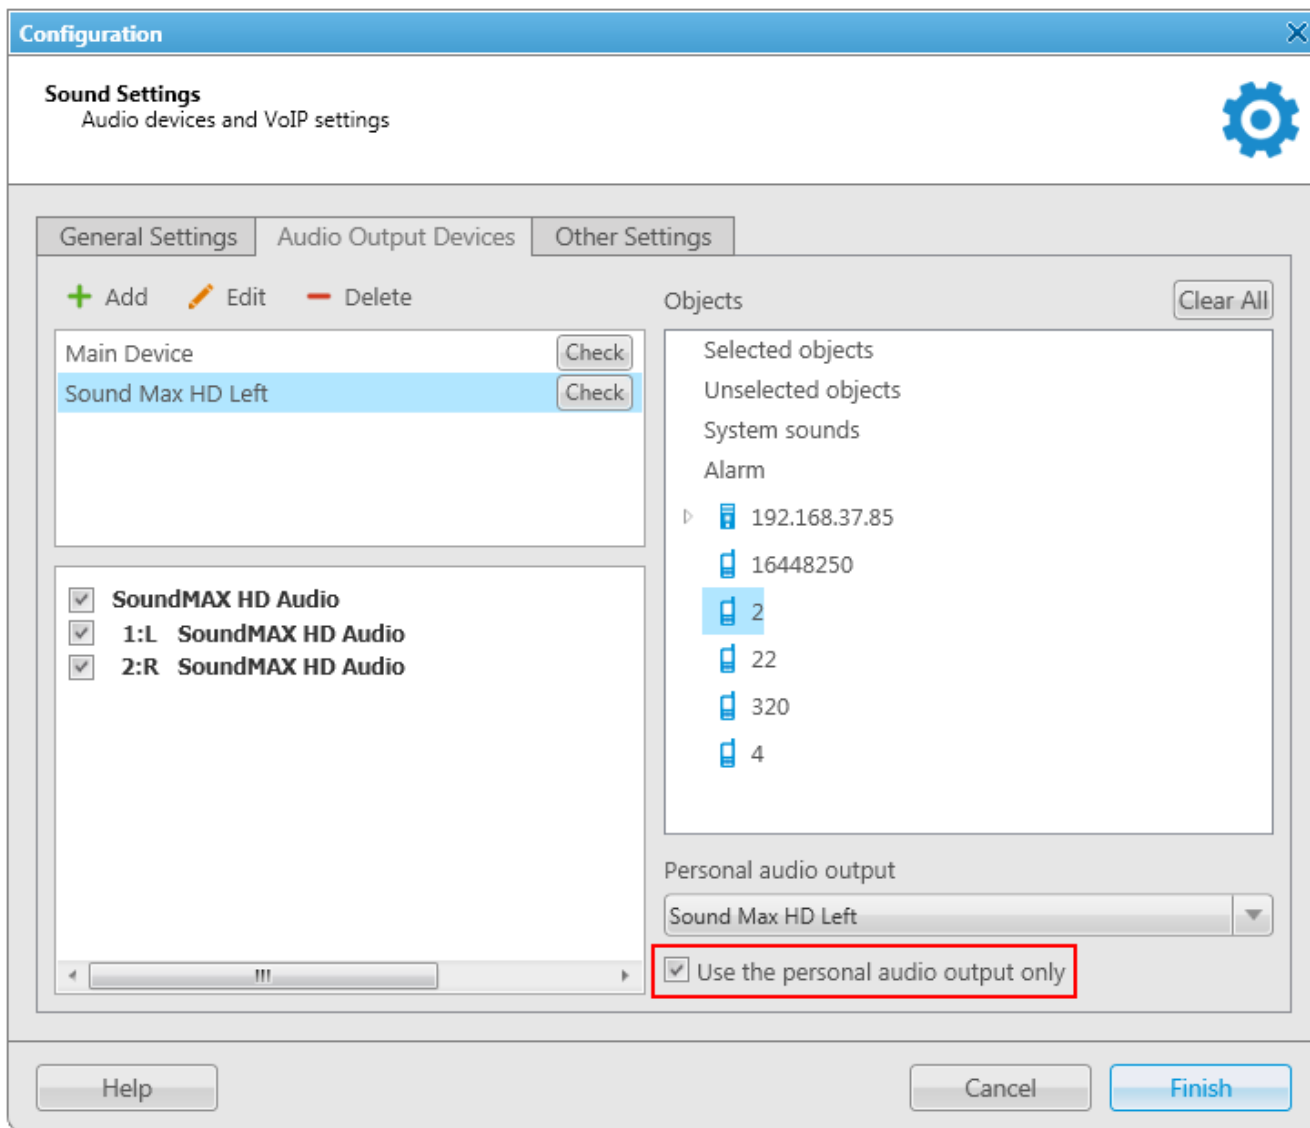 Configuration
Sound Settings
Audio devices and VoIP settings
General Settings
Audio Output Devices
Other Settings
Add
Edit
Delete
Main Device
Check
Sound Max HD Left
Check
SoundMAX HD Audio
1:L SoundMAX HD Audio
2:R SoundMAX HD Audio
Objects
Clear All
Selected objects
Unselected objects
System sounds
Alarm
192.168.37.85
16448250
2
22
320
4
Personal audio output
Sound Max HD Left
Use the personal audio output only
Help
Cancel
Finish